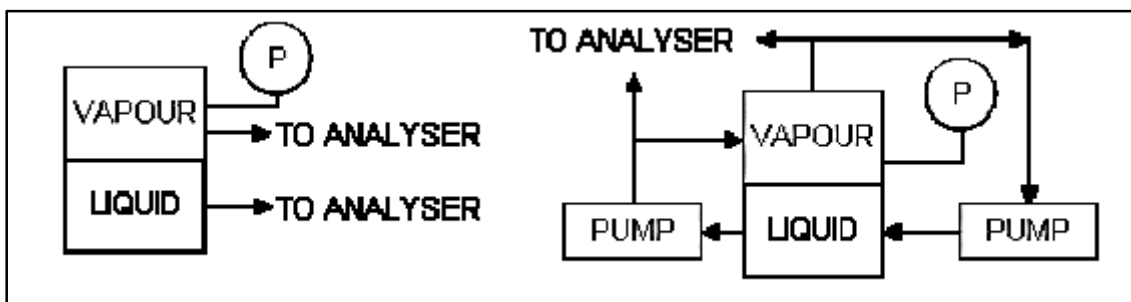 P
VAPOUR
TO ANALYSER
LIQUID
TO ANALYSER
TO ANALYSER
P
VAPOUR
PUMP
LIQUID
PUMP